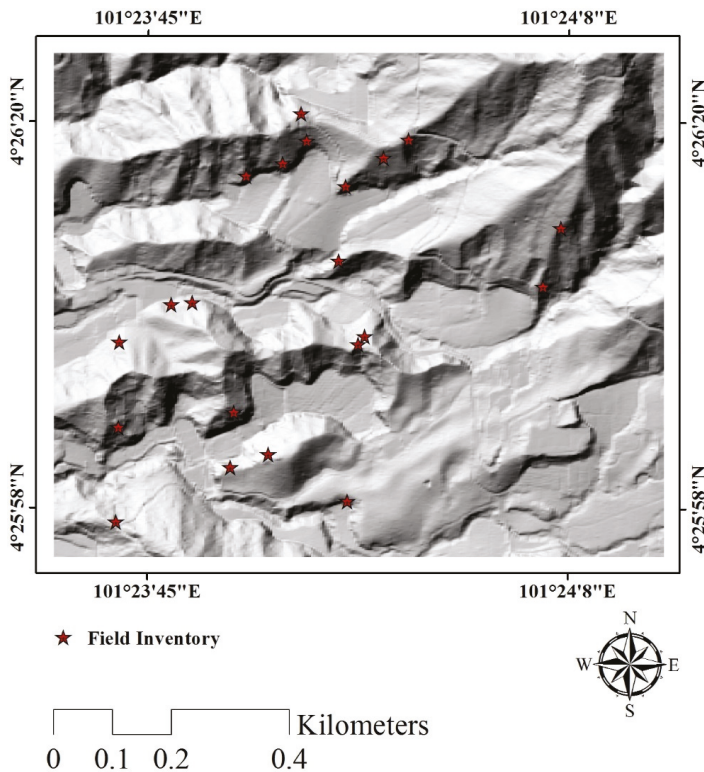 101°23'45"E 101°24'8"E
4°26'20"N 4°26'20"N
4°25'58"N 4°25'58"N
101°23'45"E 101°24'8"E
Field Inventory
N
W E
S
Kilometers
0 0.1 0.2 0.4